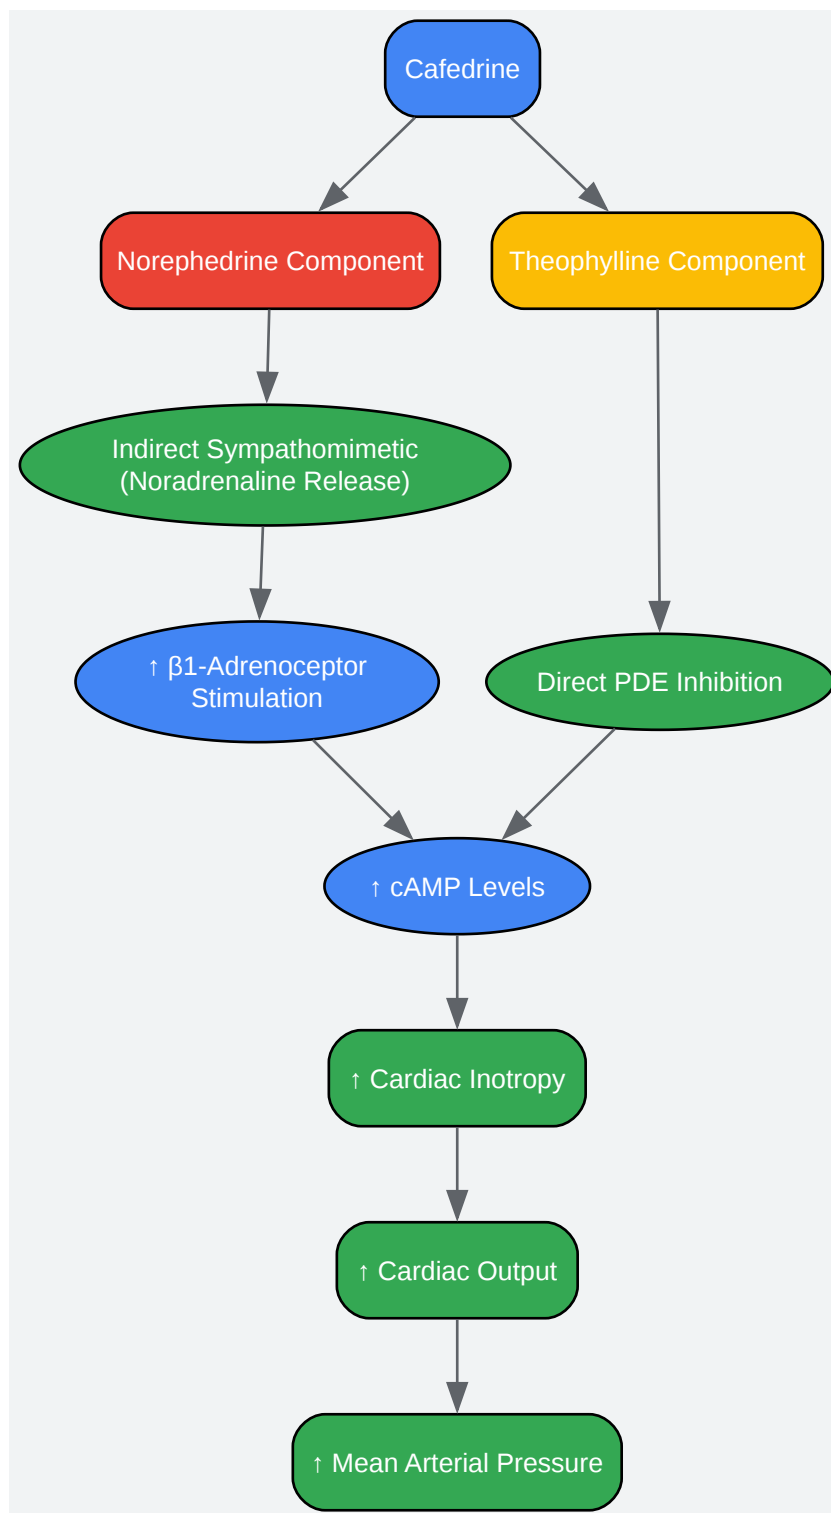 Cafedrine
Norephedrine Component
Theophylline Component
Indirect Sympathomimetic
(Noradrenaline Release)
↑ β1-Adrenoceptor
Stimulation
Direct PDE Inhibition
↑ cAMP Levels
↑ Cardiac Inotropy
↑ Cardiac Output
↑ Mean Arterial Pressure